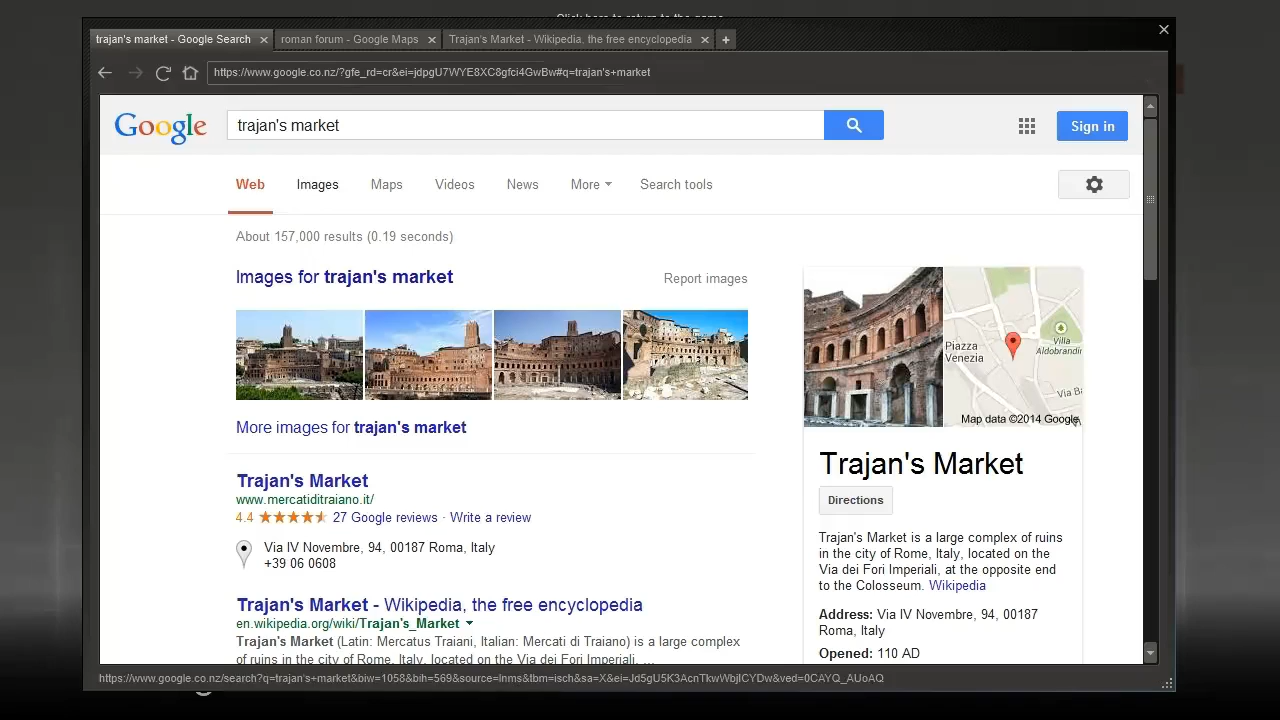 Click here to return to the game
trajan's market - Google Search
roman forum - Google Maps
Trajan's Market - Wikipedia, the free encyclopedia
https://www.google.co.nz/?gfe_rd=cr&ei=jdpgU7WYE8XC8gfci4GwBw#q=trajan's+market
Google
trajan's market
Sign in
Web Images Maps Videos News More Search tools
About 157,000 results (0.19 seconds)
Images for trajan's market
Report images
More images for trajan's market
Trajan's Market
www.mercatiditraiano.it/
4.4 27 Google reviews · Write a review
Via IV Novembre, 94, 00187 Roma, Italy
+39 06 0608
Trajan's Market - Wikipedia, the free encyclopedia
en.wikipedia.org/wiki/Trajan's_Market
Trajan's Market (Latin: Mercatus Traiani, Italian: Mercati di Traiano) is a large complex
of ruins in the city of Rome, Italy, located on the Via dei Fori Imperiali, ...
Piazza
Venezia
Villa
Aldobrandin
Via Ba
Map data ©2014 Google
Trajan's Market
Directions
Trajan's Market is a large complex of ruins
in the city of Rome, Italy, located on the
Via dei Fori Imperiali, at the opposite end
to the Colosseum. Wikipedia
Address: Via IV Novembre, 94, 00187
Roma, Italy
Opened: 110 AD
https://www.google.co.nz/search?q=trajan's+market&biw=1058&bih=569&source=lnms&tbm=isch&sa=X&ei=Jd5gU5K3AcnTkwWbjICYDw&ved=0CAYQ_AUoAQ